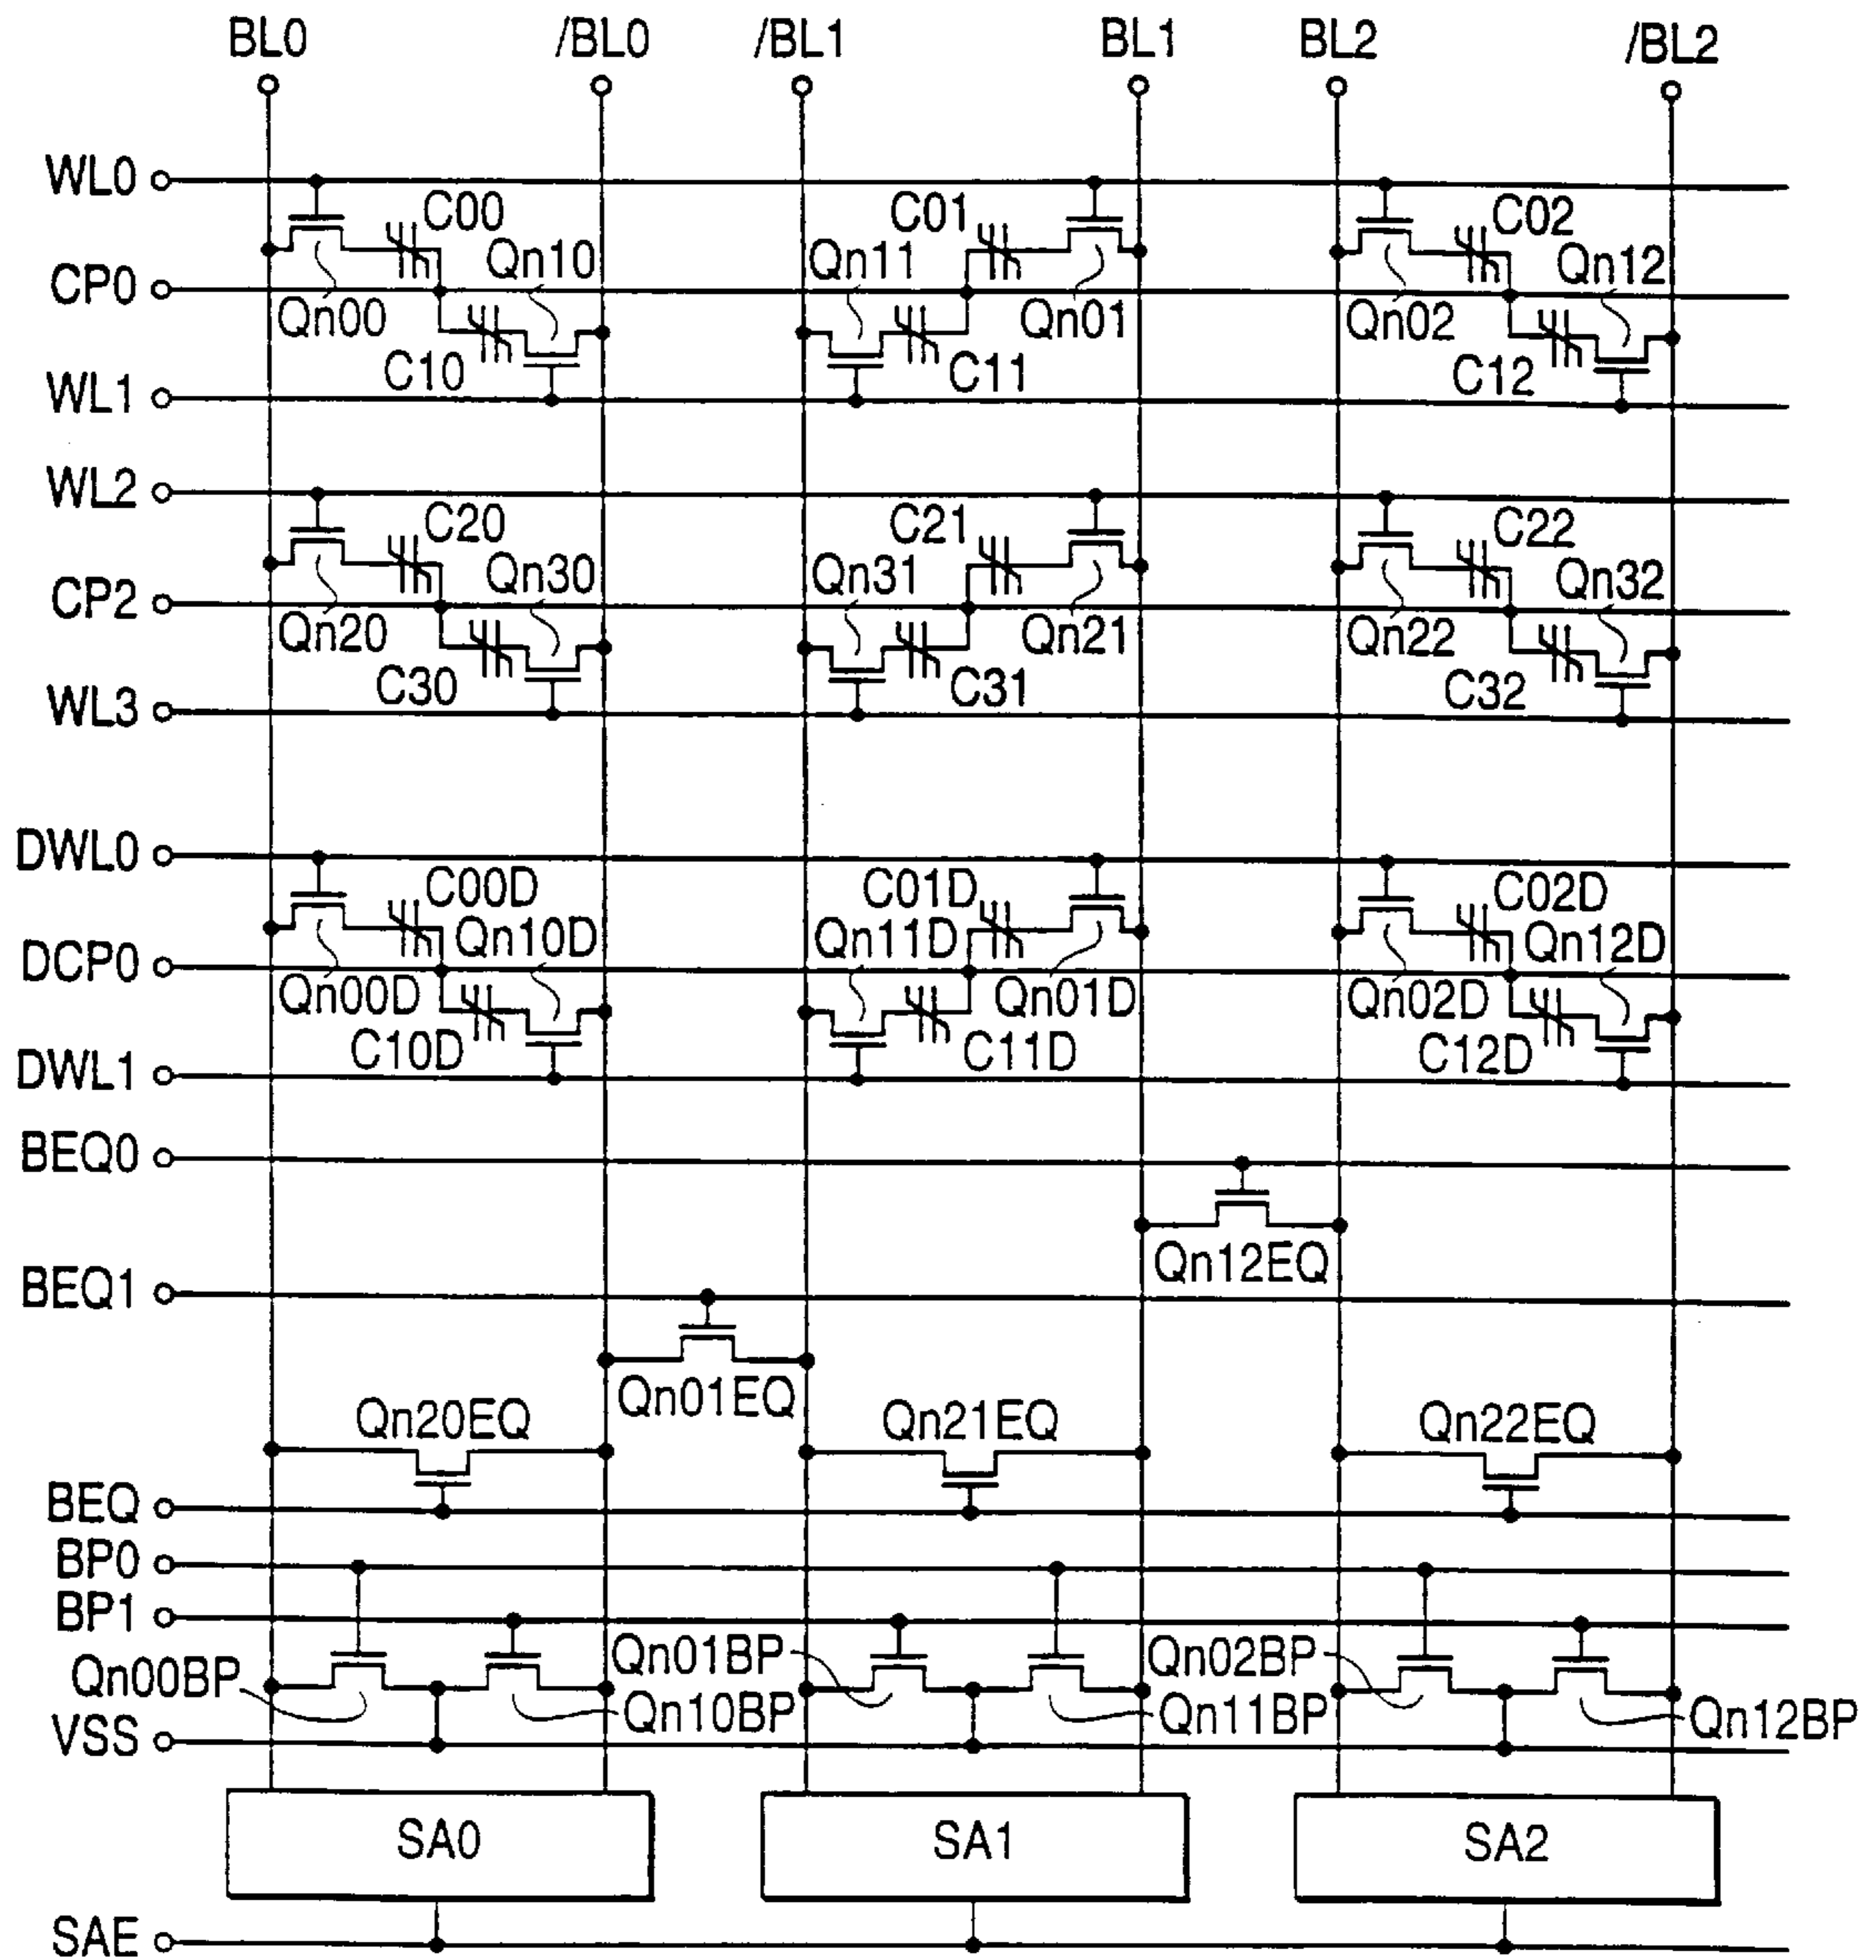 BL0 /BL0 /BL1 BL1 BL2 /BL2
WL0
C00 C01 C02
Qn10 Qn11 Qn12
CP0
Qn00 Qn01 Qn02
C10 C11 C12
WL1
WL2
C20 C21 C22
Qn30 Qn31 Qn32
CP2
Qn20 Qn21 Qn22
C30 C31 C32
WL3
DWL0
C00D C01D C02D
Qn10D Qn11D Qn12D
DCP0
Qn00D Qn01D Qn02D
C10D C11D C12D
DWL1
BEQ0
Qn12EQ
BEQ1
Qn01EQ
Qn20EQ Qn21EQ Qn22EQ
BEQ
BP0
BP1
Qn00BP Qn01BP Qn02BP
Qn10BP Qn11BP Qn12BP
VSS
SA0 SA1 SA2
SAE